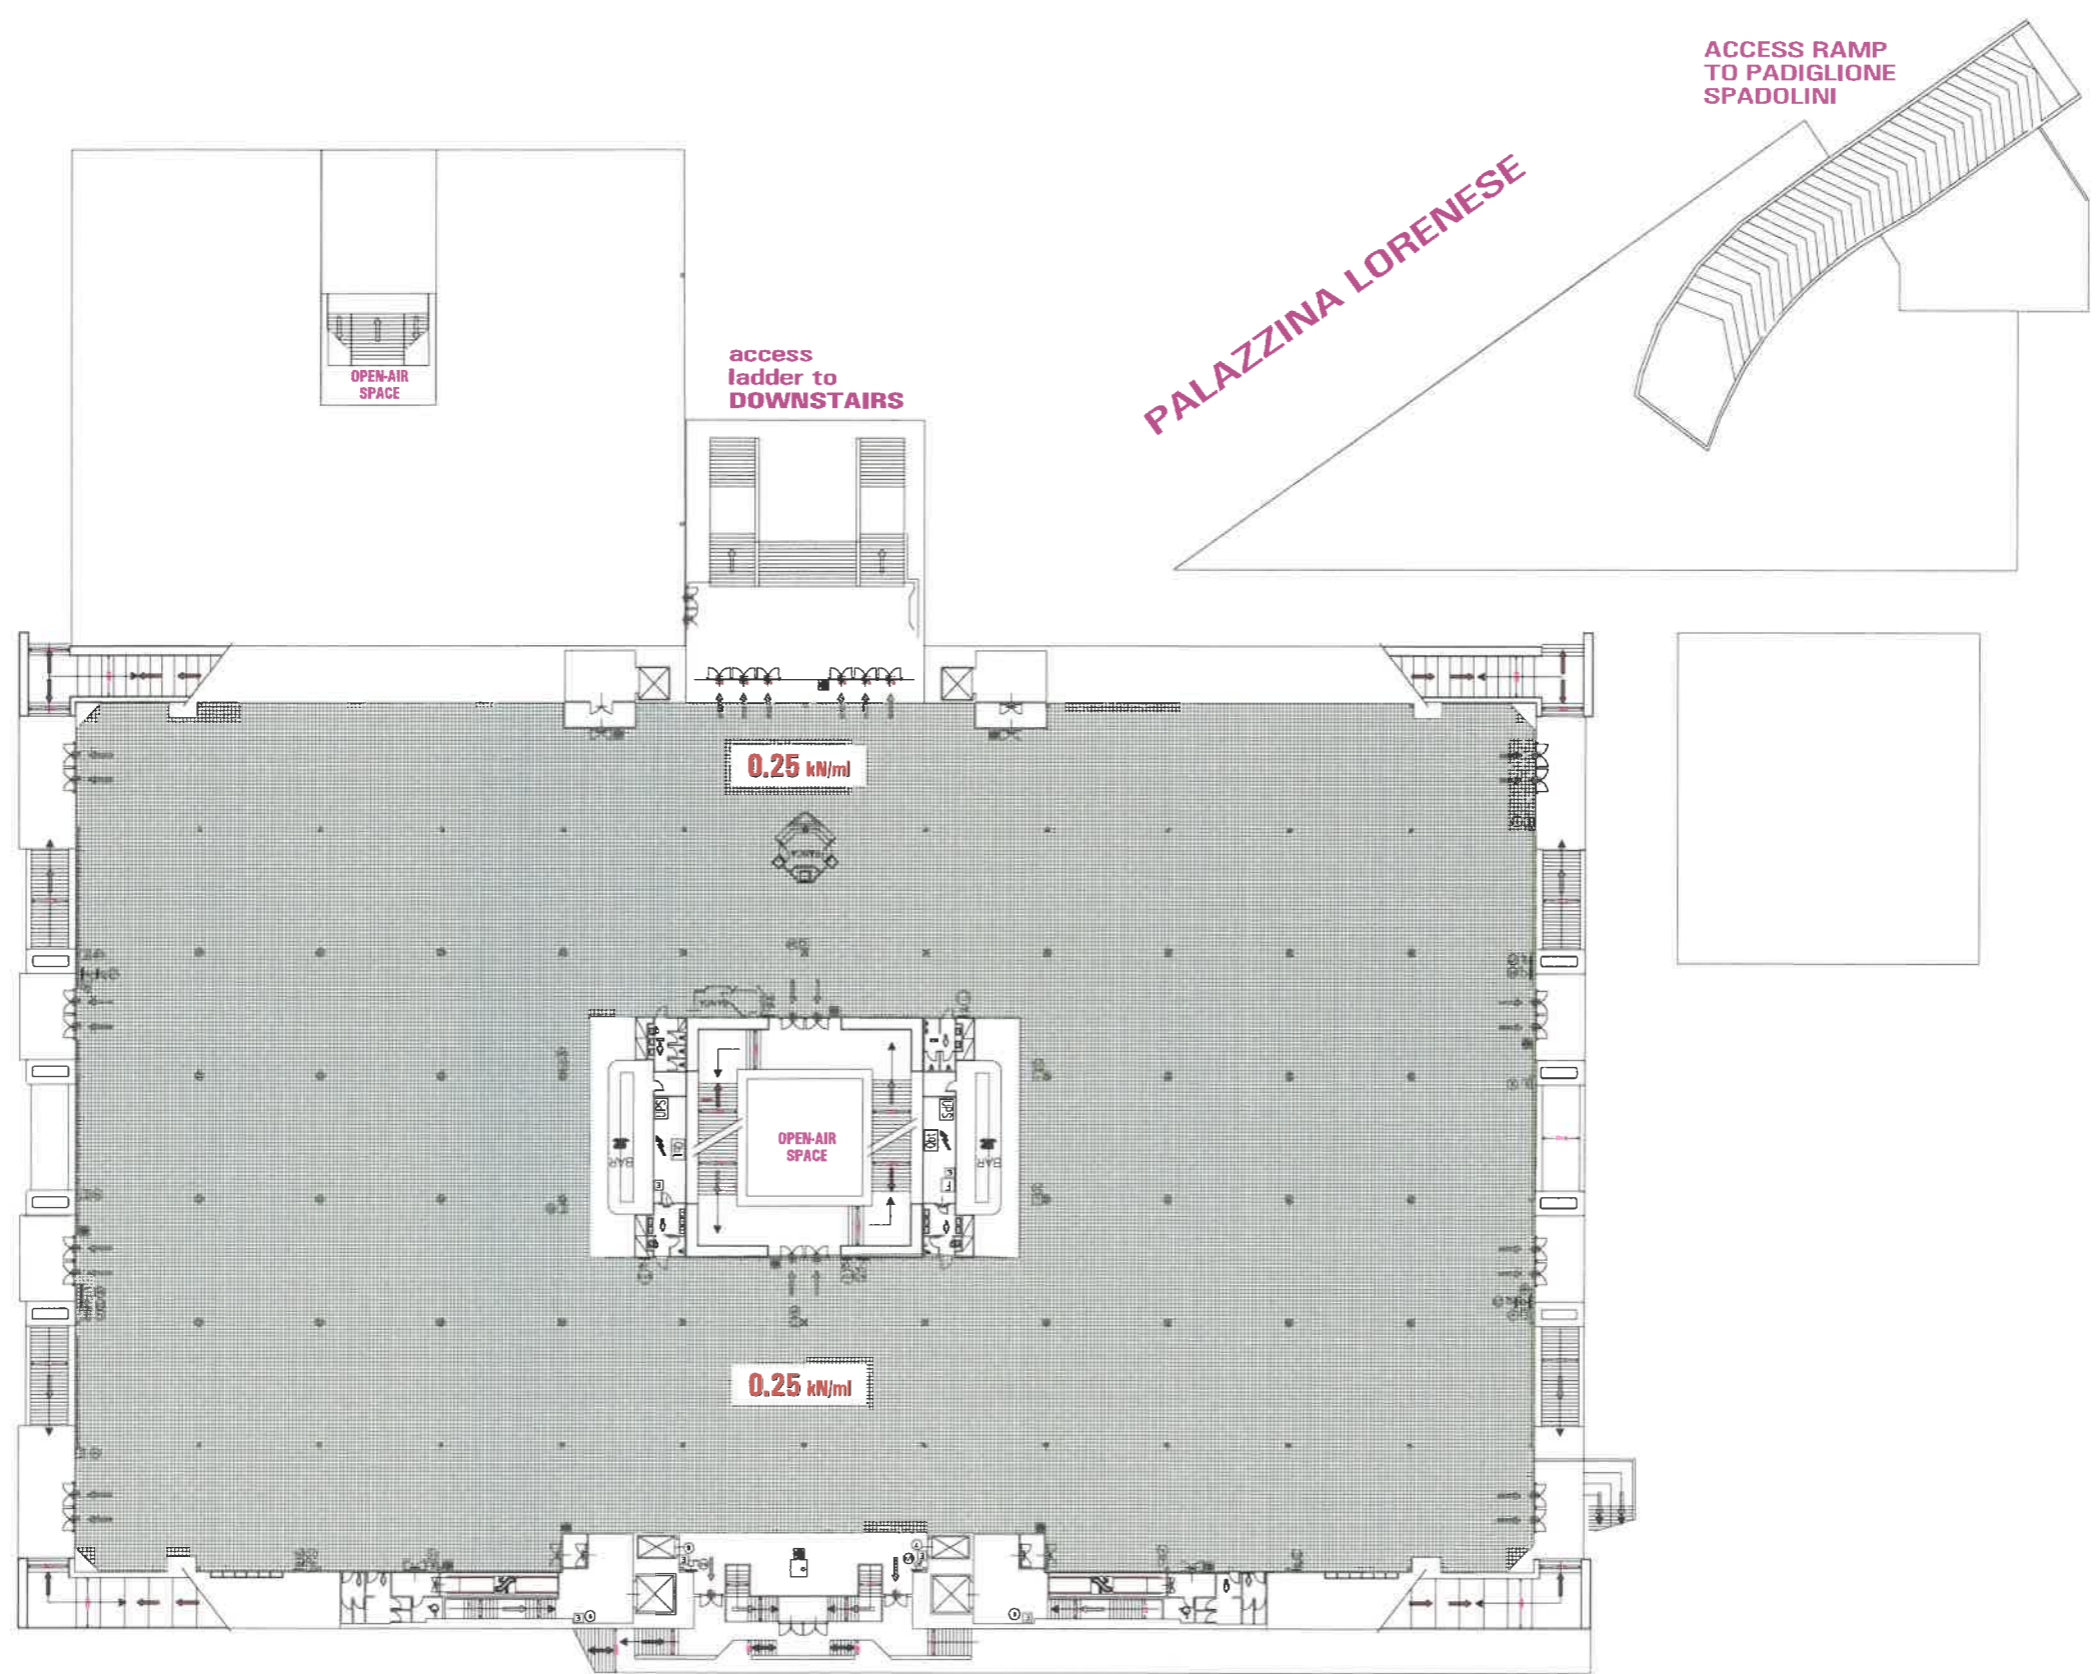 ACCESS RAMP
TO PADIGLIONE
SPADOLINI
PALAZZINA LORENESE
OPEN-AIR
SPACE
access
ladder to
DOWNSTAIRS
0.25 kN/ml
UPS
UPS
Qbt
BAR
BAR
OPEN-AIR
SPACE
0.25 kN/ml